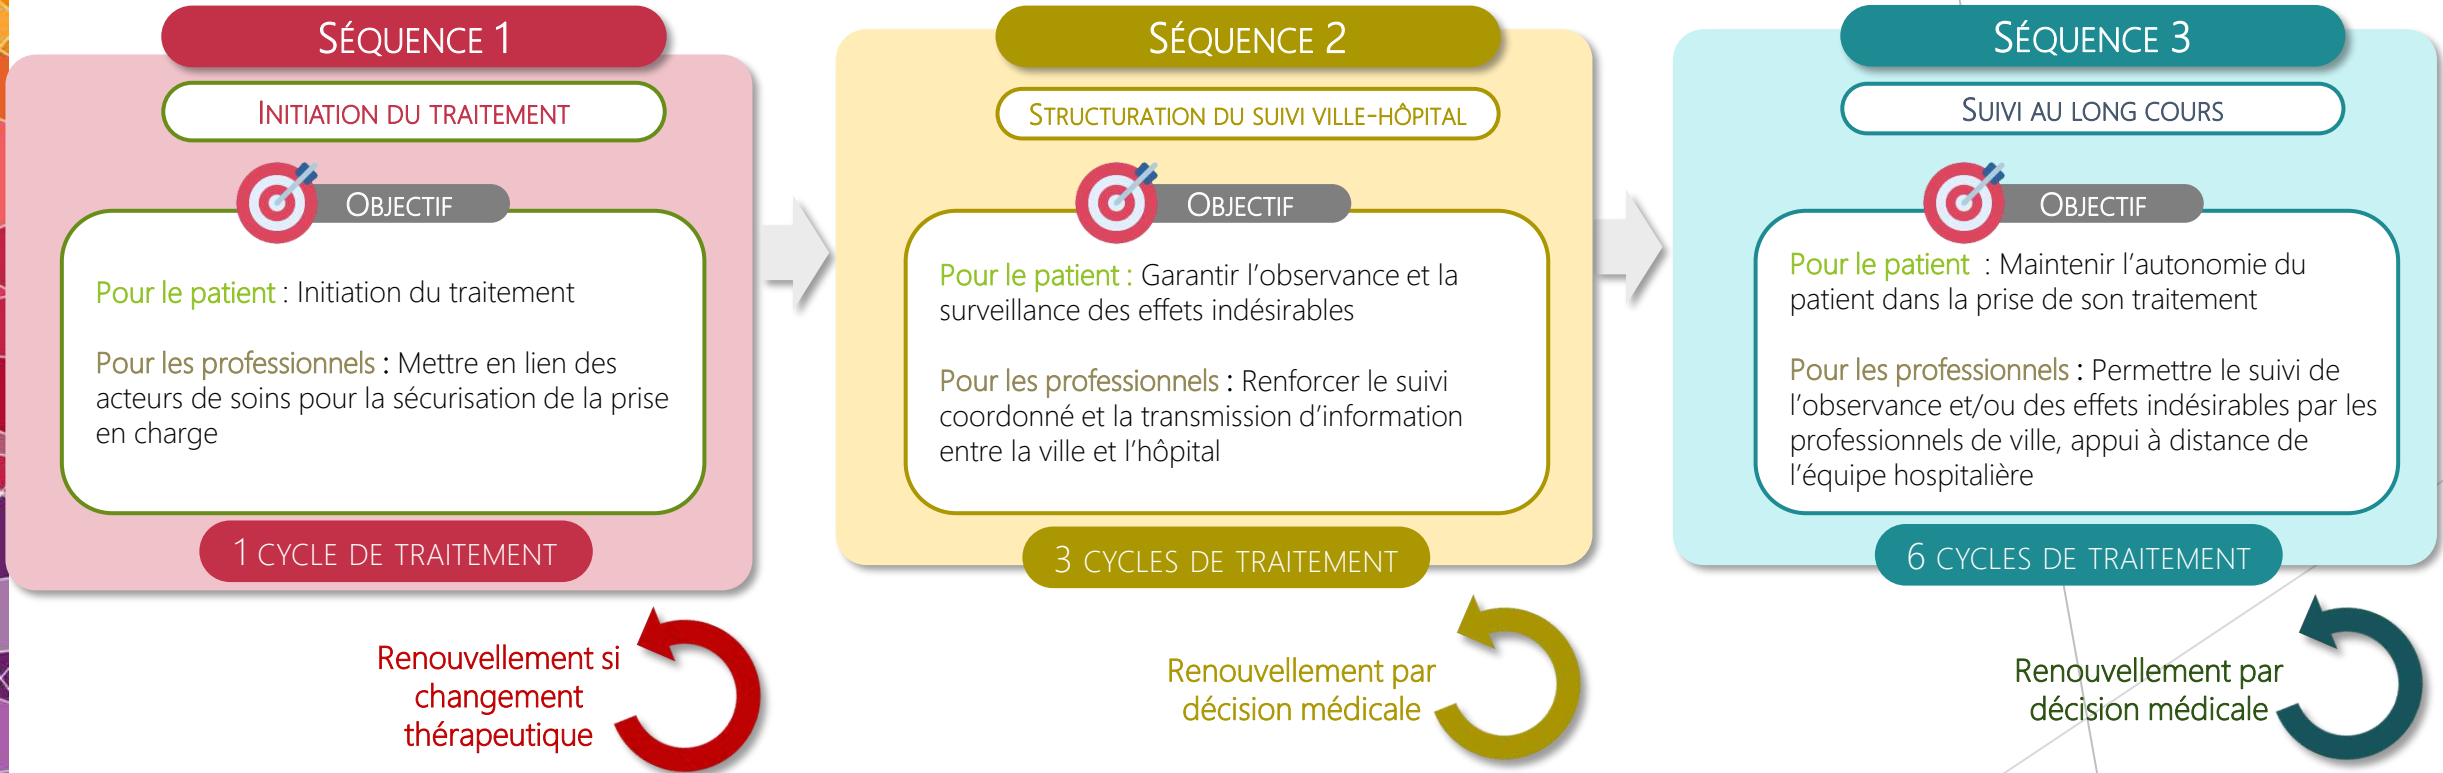 SÉQUENCE 1
INITIATION DU TRAITEMENT
OBJECTIF
Pour le patient : Initiation du traitement
Pour les professionnels : Mettre en lien des
acteurs de soins pour la sécurisation de la prise
en charge
1 CYCLE DE TRAITEMENT
Renouvellement si
changement
thérapeutique
SÉQUENCE 2
STRUCTURATION DU SUIVI VILLE-HÔPITAL
OBJECTIF
Pour le patient : Garantir l'observance et la
surveillance des effets indésirables
Pour les professionnels : Renforcer le suivi
coordonné et la transmission d'information
entre la ville et l'hôpital
3 CYCLES DE TRAITEMENT
Renouvellement par
décision médicale
SÉQUENCE 3
SUIVI AU LONG COURS
OBJECTIF
Pour le patient : Maintenir l'autonomie du
patient dans la prise de son traitement
Pour les professionnels : Permettre le suivi de
l'observance et/ou des effets indésirables par les
professionnels de ville, appui à distance de
l'équipe hospitalière
6 CYCLES DE TRAITEMENT
Renouvellement par
décision médicale